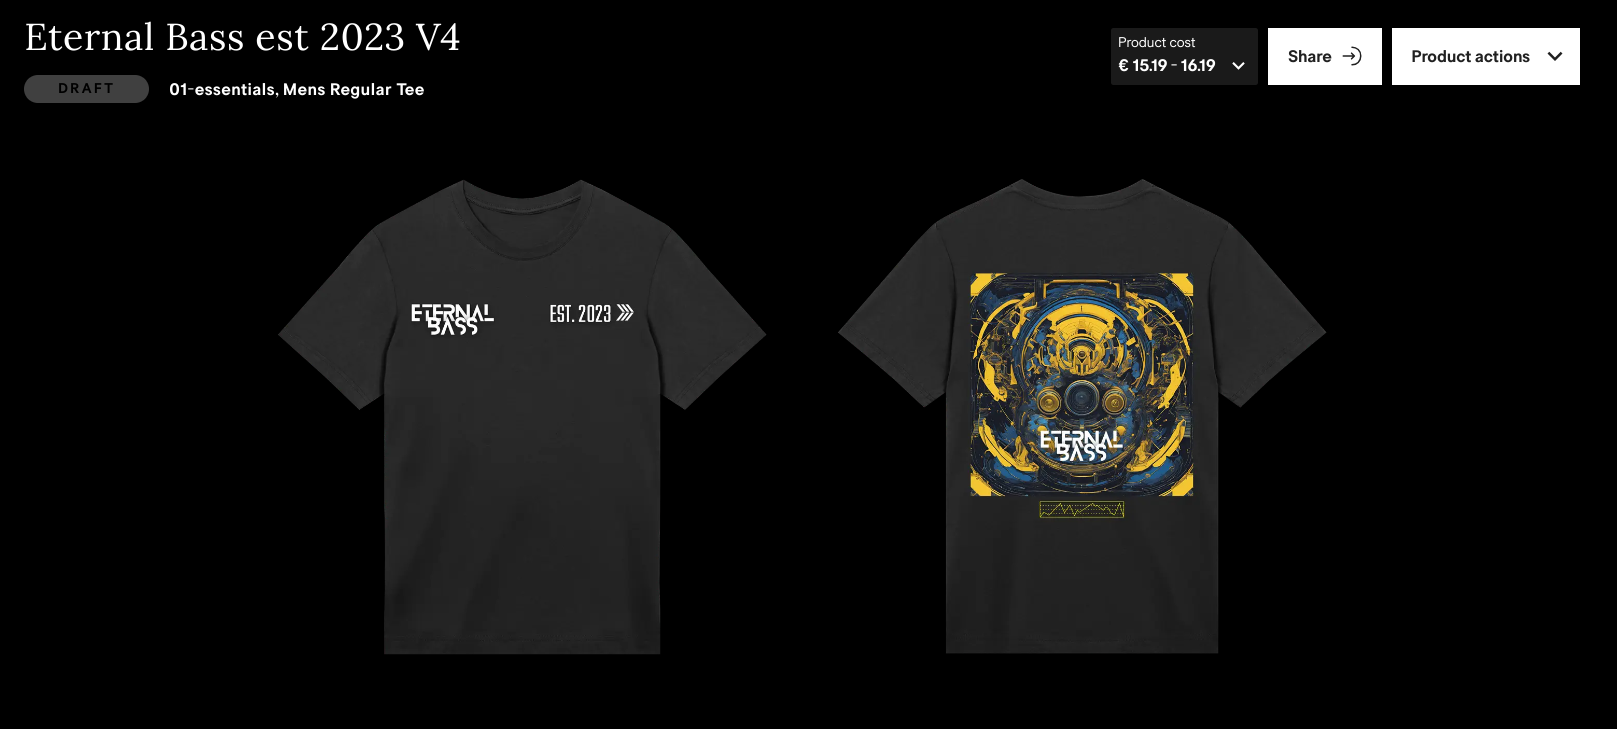 Eternal Bass est 2023 V4
DRAFT
01-essentials, Mens Regular Tee
Product cost
€ 15.19 - 16.19
Share
Product actions
ETERNAL
BASS
EST. 2023
ETERNAL
BASS